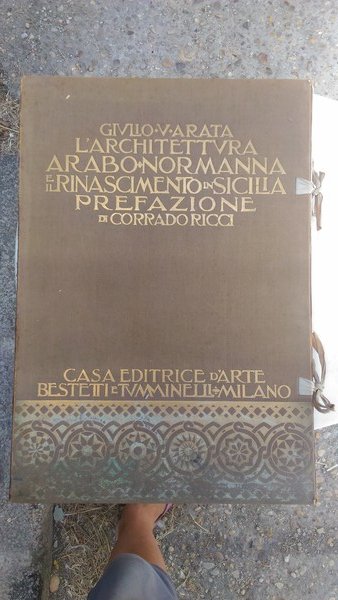 GIVLIO·V·ARATA
L'ARCHITETTVRA
ARABO·NORMANNA
E IL RINASCIMENTO IN SICILIA
PREFAZIONE
DI CORRADO RICCI
CASA EDITRICE D'ARTE
BESTETTI E TVMMINELLI·MILANO